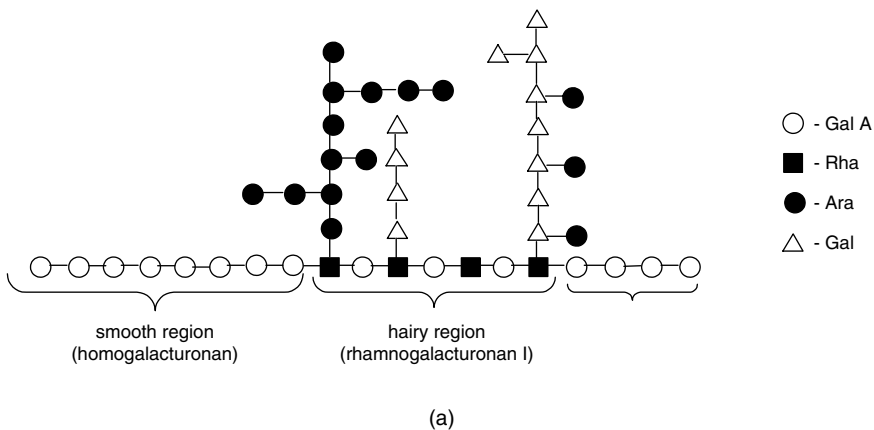 - Gal A
- Rha
- Ara
- Gal
smooth region
(homogalacturonan)
hairy region
(rhamnogalacturonan I)
(a)